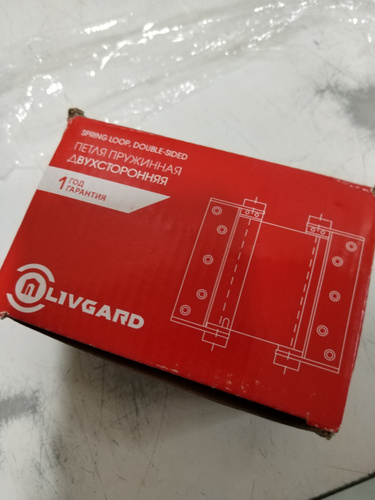 SPRING LOOP, DOUBLE-SIDED
ПЕТЛЯ ПРУЖИННАЯ
ДВУХСТОРОННЯЯ
1 ГОД
ГАРАНТИЯ
n LIVGARD